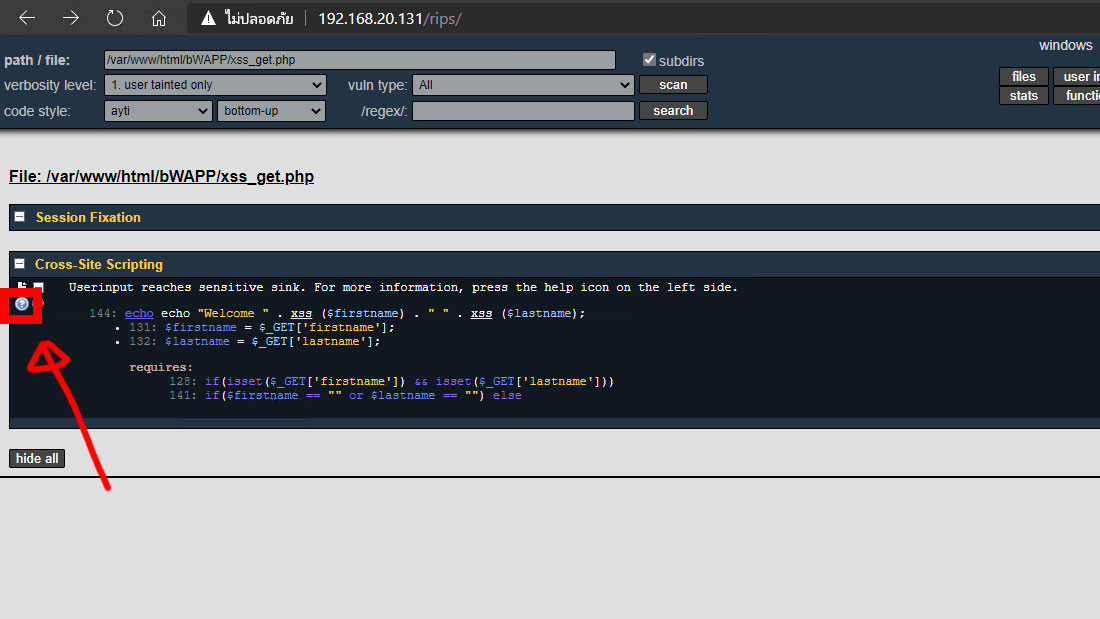 ไม่ปลอดภัย 192.168.20.131/rips/
windows
path / file: /var/www/html/bWAPP/xss_get.php subdirs
verbosity level: 1. user tainted only vuln type: All scan
files user in
code style: ayti bottom-up /regex/: search
stats functi
File: /var/www/html/bWAPP/xss_get.php
Session Fixation
Cross-Site Scripting
Userinput reaches sensitive sink. For more information, press the help icon on the left side.
144: echo echo "Welcome " . xss ($firstname) . " " . xss ($lastname);
• 131: $firstname = $_GET['firstname'];
• 132: $lastname = $_GET['lastname'];
requires:
128: if(isset($_GET['firstname']) && isset($_GET['lastname']))
141: if($firstname == "" or $lastname == "") else
hide all